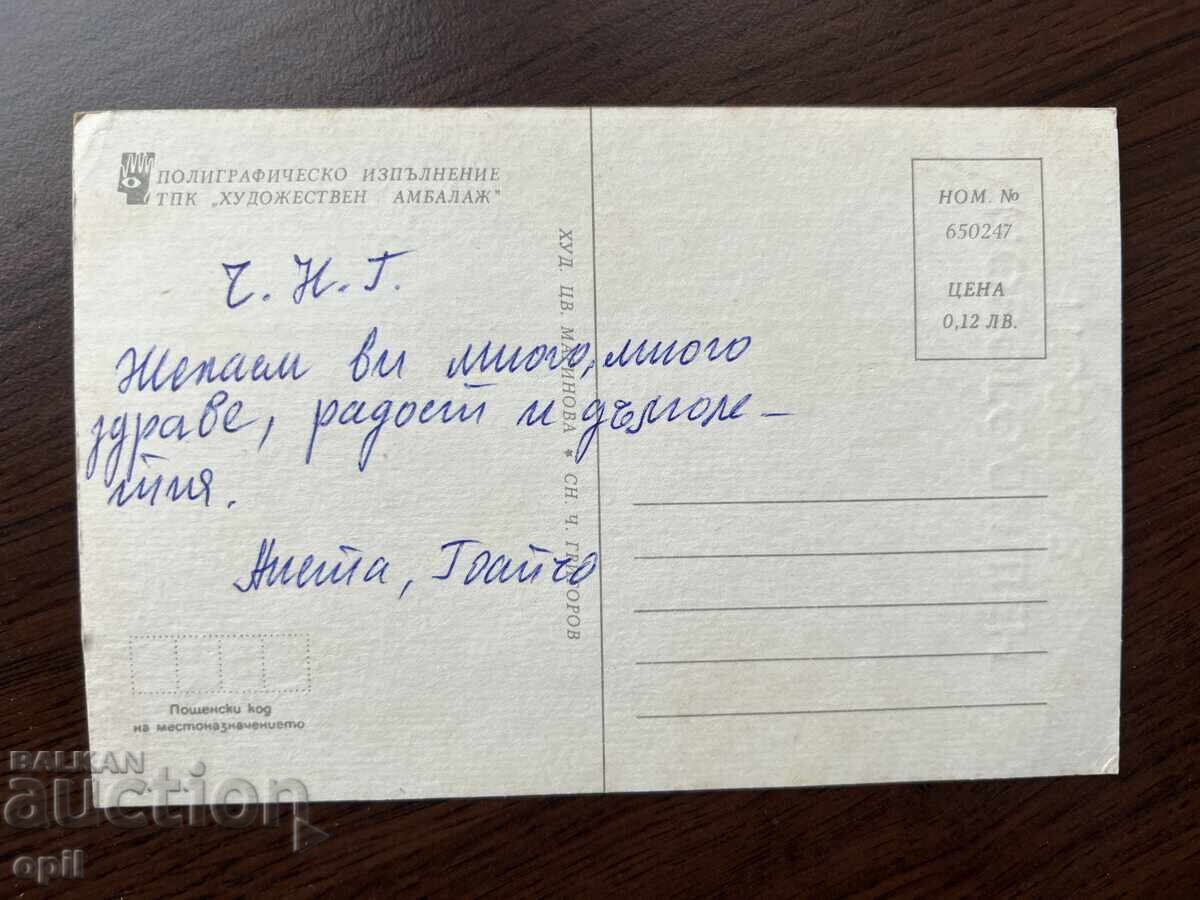 ПОЛИГРАФИЧЕСКО ИЗПЪЛНЕНИЕ
ТПК „ХУДОЖЕСТВЕН АМБАЛАЖ"
Ч. Н. Г.
Желаем ви много, много
здраве, радост и дълголе-
тия.
Анета,
Пощенски код
на местоназначението
ХУД. ЦВ. МАРИНОВА * СН. Ч. ГРИГОРОВ
НОМ. №
650247
ЦЕНА
0,12 ЛВ.
BALKAN
auction
opil